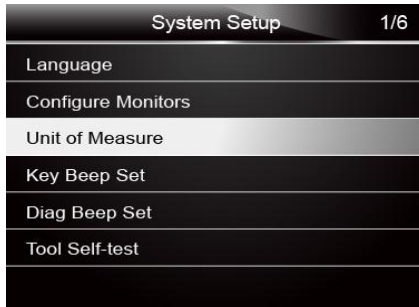 System Setup 1/6
Language
Configure Monitors
Unit of Measure
Key Beep Set
Diag Beep Set
Tool Self-test